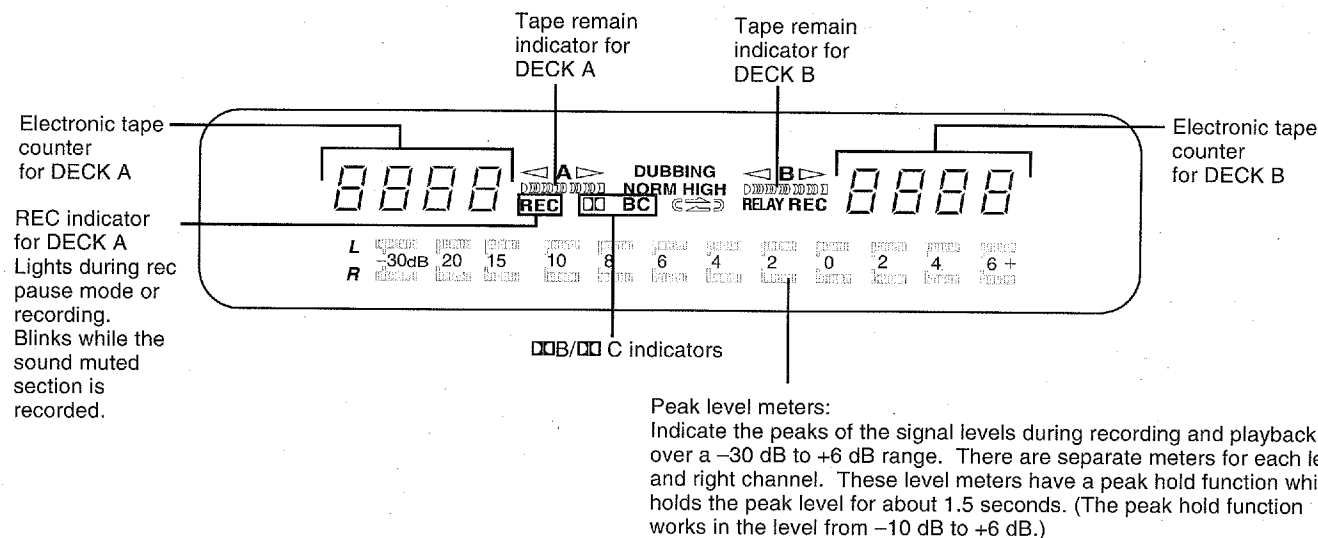 Tape remain
indicator for
DECK A
Tape remain
indicator for
DECK B
Electronic tape
counter
for DECK A
Electronic tape
counter
for DECK B
8888 A DUBBING B 8888
NORM HIGH
REC BC RELAY REC
REC indicator
for DECK A
Lights during rec
pause mode or
recording.
Blinks while the
sound muted
section is
recorded.
L
–30dB 20 15 10 8 6 4 2 0 2 4 6 +
R
B/ C indicators
Peak level meters:
Indicate the peaks of the signal levels during recording and playback
over a –30 dB to +6 dB range. There are separate meters for each le
and right channel. These level meters have a peak hold function whi
holds the peak level for about 1.5 seconds. (The peak hold function
works in the level from –10 dB to +6 dB.)